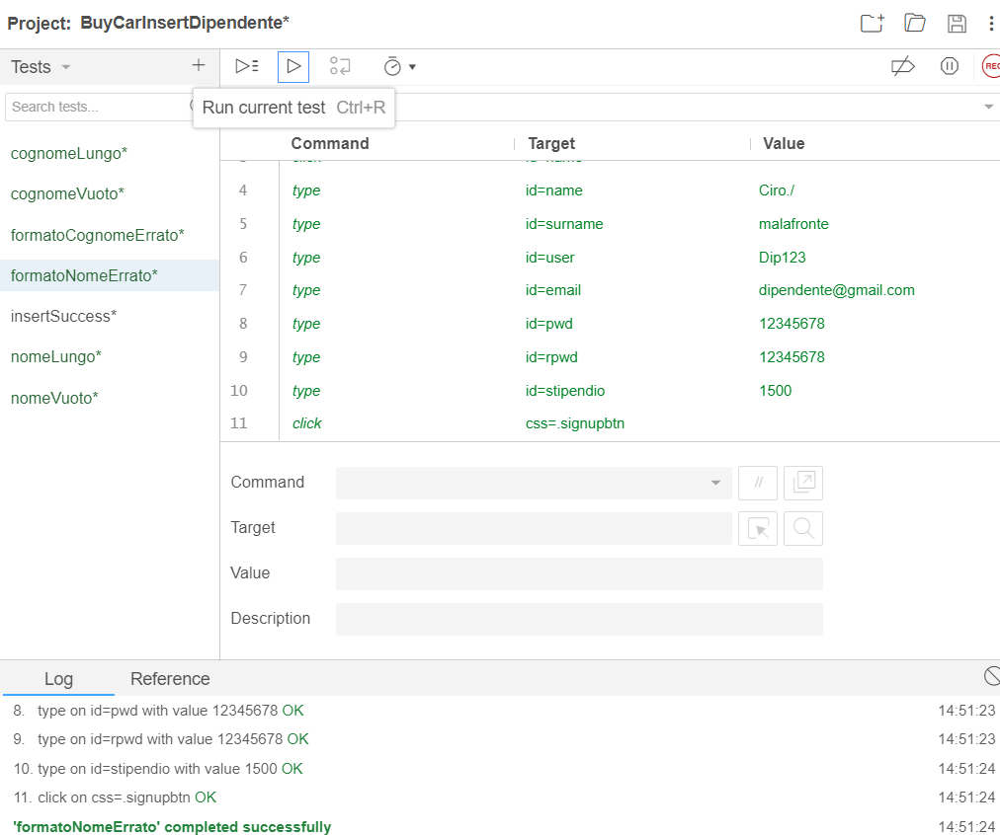 Project: BuyCarInsertDipendente*
Tests
REC
Search tests...
Run current test Ctrl+R
Command Target Value
cognomeLungo*
cognomeVuoto*
formatoCognomeErrato*
formatoNomeErrato*
insertSuccess*
nomeLungo*
nomeVuoto*
3 click id=name
4 type id=name Ciro./
5 type id=surname malafronte
6 type id=user Dip123
7 type id=email dipendente@gmail.com
8 type id=pwd 12345678
9 type id=rpwd 12345678
10 type id=stipendio 1500
11 click css=.signupbtn
Command //
Target
Value
Description
Log Reference
8. type on id=pwd with value 12345678 OK 14:51:23
9. type on id=rpwd with value 12345678 OK 14:51:23
10. type on id=stipendio with value 1500 OK 14:51:24
11. click on css=.signupbtn OK 14:51:24
'formatoNomeErrato' completed successfully 14:51:24